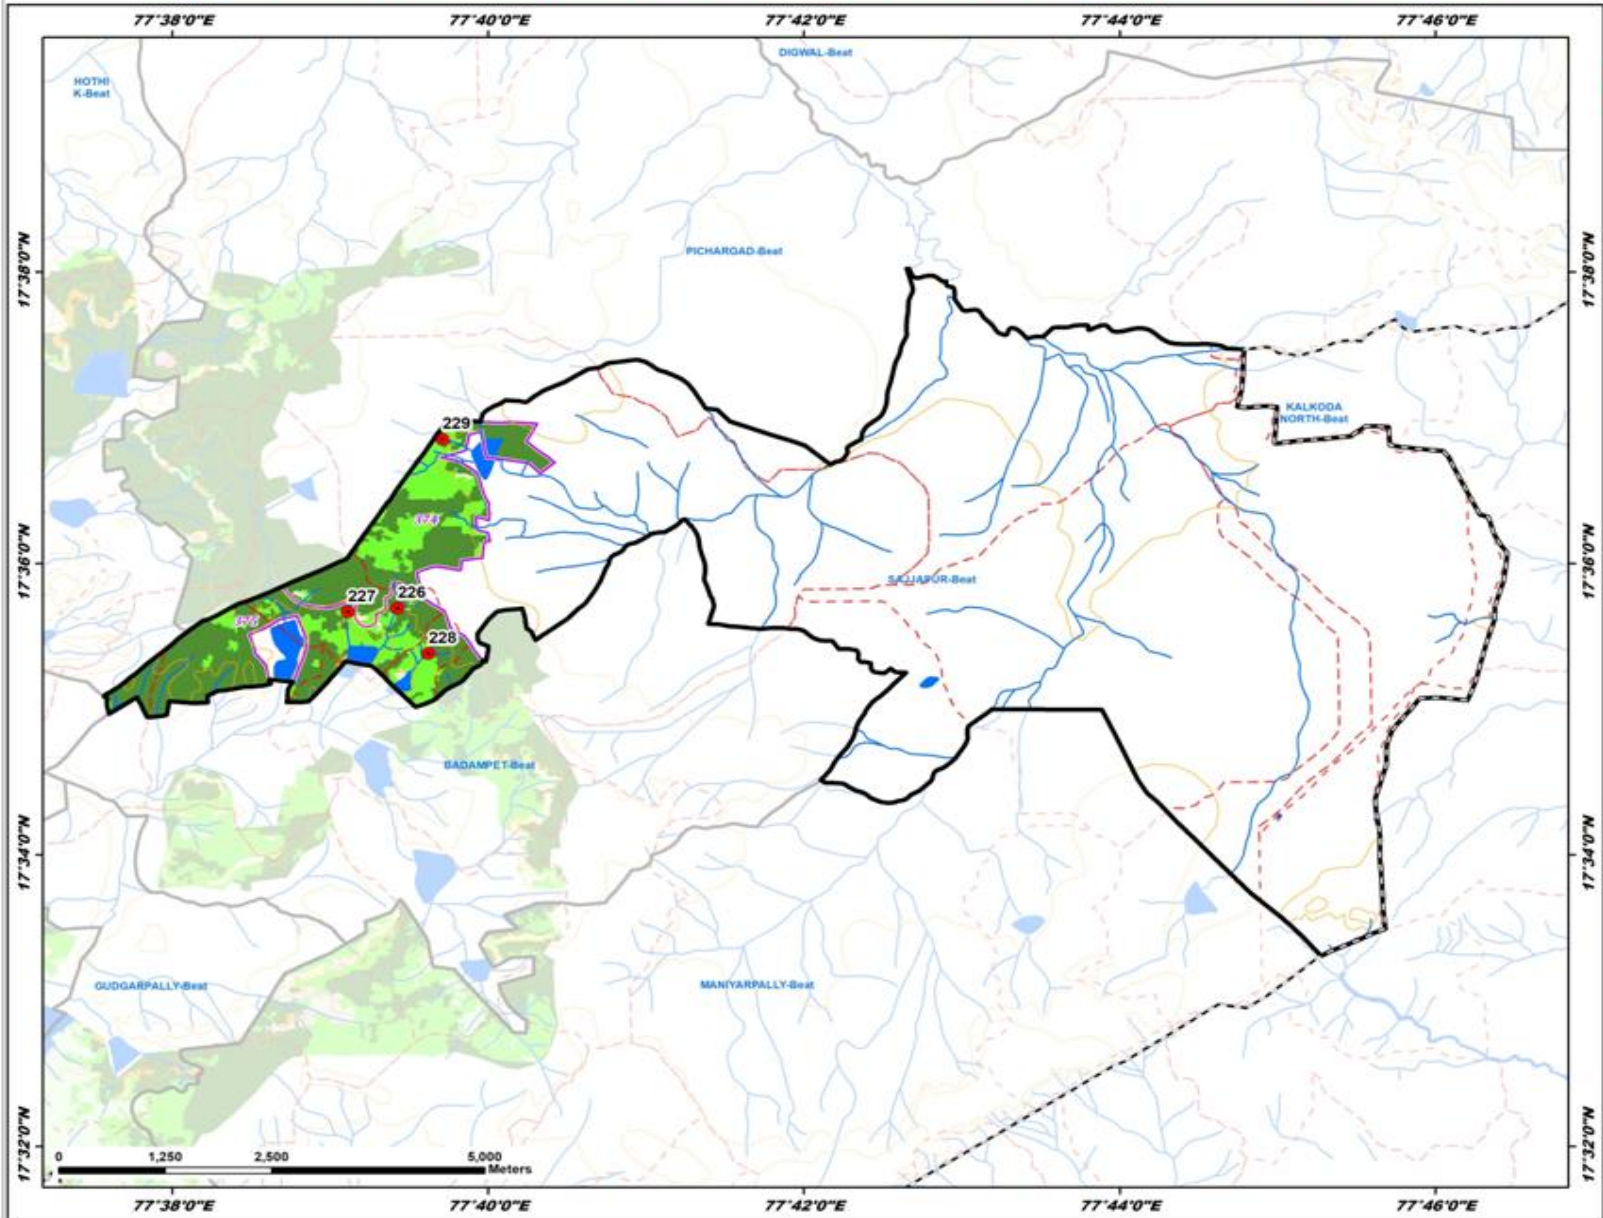 77°38'0"E 77°40'0"E 77°42'0"E 77°44'0"E 77°46'0"E
DIGWAL-Beat
HOTHI
K-Beat
PICHARGAD-Beat
17°38'0"N 17°38'0"N
KALKODA
NORTH-Beat
229
374
17°36'0"N 17°36'0"N
SAJJAPUR-Beat
227 226
375
228
BADAMPET-Beat
17°34'0"N 17°34'0"N
GUDGARPALLY-Beat
MANIYARPALLY-Beat
17°32'0"N 17°32'0"N
0 1,250 2,500 5,000
Meters
77°38'0"E 77°40'0"E 77°42'0"E 77°44'0"E 77°46'0"E